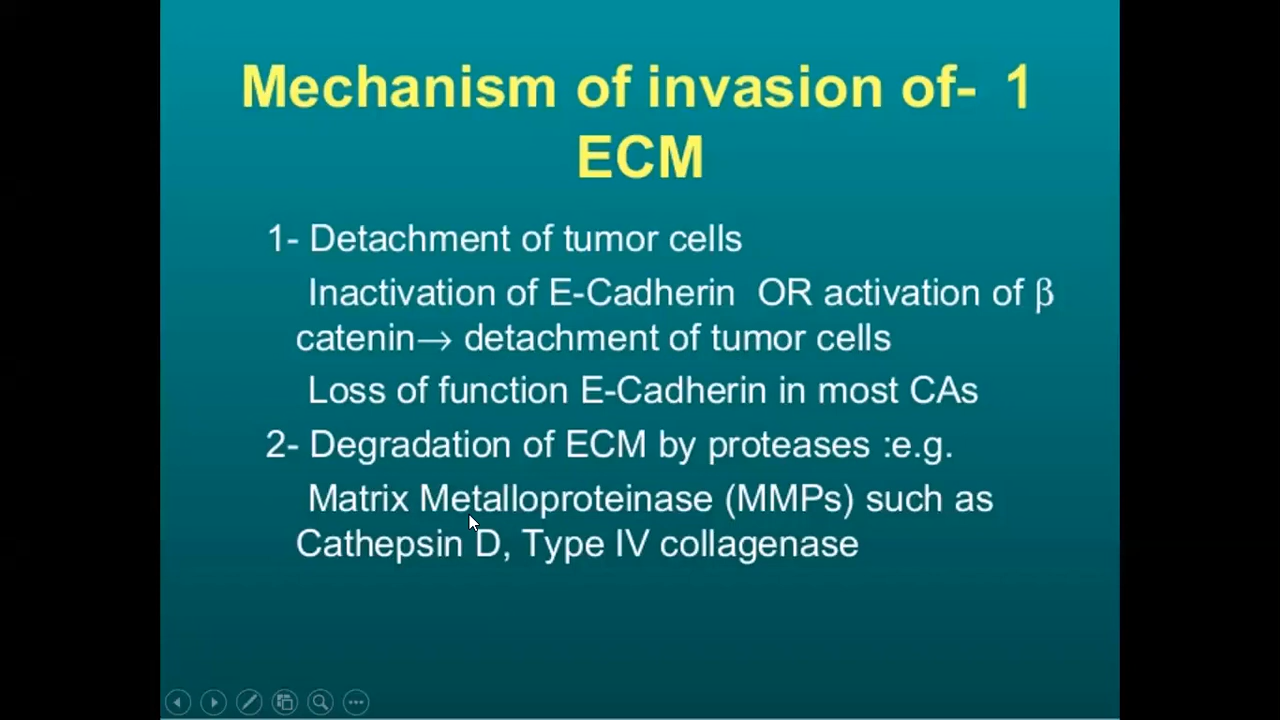 Mechanism of invasion of- 1
ECM
1- Detachment of tumor cells
Inactivation of E-Cadherin OR activation of β
catenin→ detachment of tumor cells
Loss of function E-Cadherin in most CAs
2- Degradation of ECM by proteases :e.g.
Matrix Metalloproteinase (MMPs) such as
Cathepsin D, Type IV collagenase